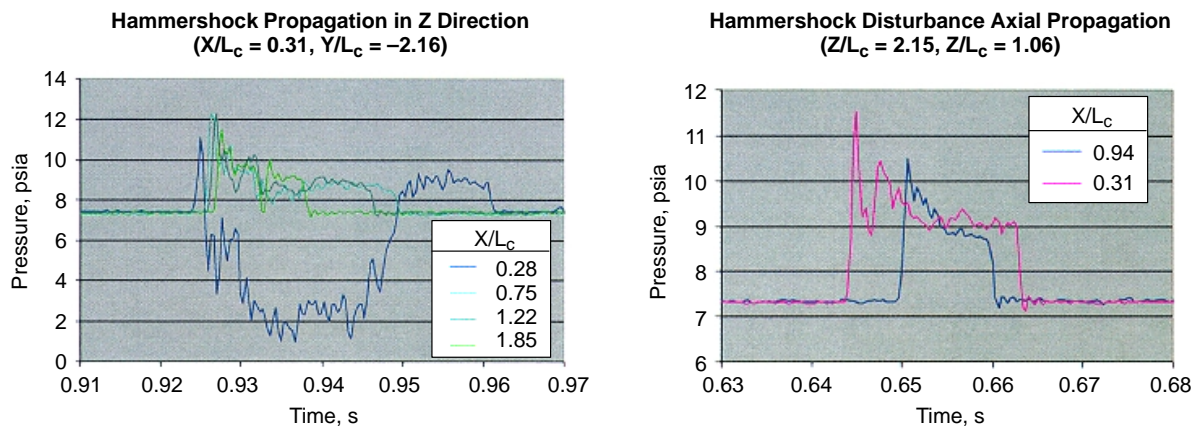 Hammershock Propagation in Z Direction
(X/Lc = 0.31, Y/Lc = –2.16)
14
12
10
8
6
4
2
0
Pressure, psia
X/Lc
0.28
0.75
1.22
1.85
0.91 0.92 0.93 0.94 0.95 0.96 0.97
Time, s
Hammershock Disturbance Axial Propagation
(Z/Lc = 2.15, Z/Lc = 1.06)
12
11
10
9
8
7
6
Pressure, psia
X/Lc
0.94
0.31
0.63 0.64 0.65 0.66 0.67 0.68
Time, s